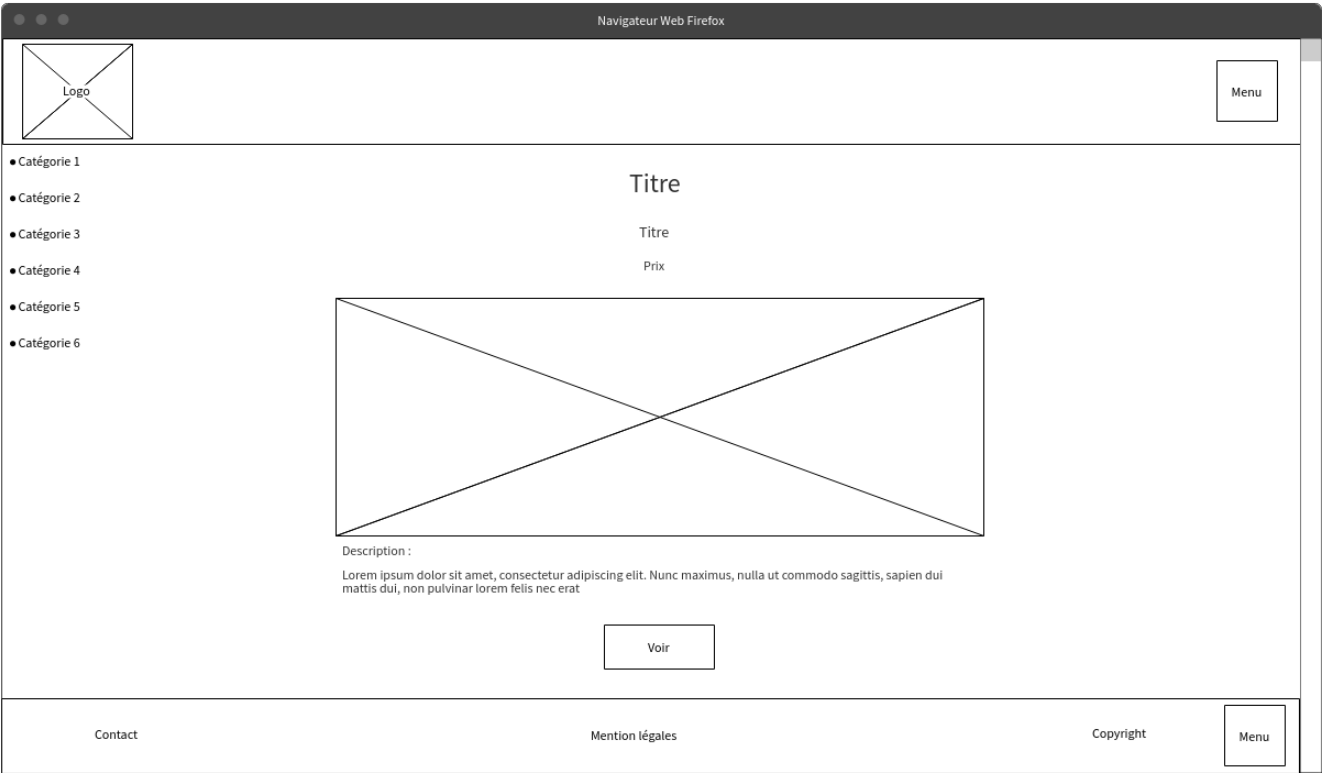 Navigateur Web Firefox
Logo
Menu
Catégorie 1
Catégorie 2
Catégorie 3
Catégorie 4
Catégorie 5
Catégorie 6
Titre
Titre
Prix
Description :
Lorem ipsum dolor sit amet, consectetur adipiscing elit. Nunc maximus, nulla ut commodo sagittis, sapien dui
mattis dui, non pulvinar lorem felis nec erat
Voir
Contact
Mention légales
Copyright
Menu